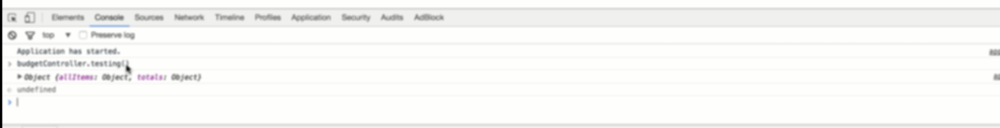 Elements Console Sources Network Timeline Profiles Application Security Audits AdBlock
top ▼ Preserve log
Application has started.
> budgetController.testing()
▶ Object {allItems: Object, totals: Object}
< undefined
>